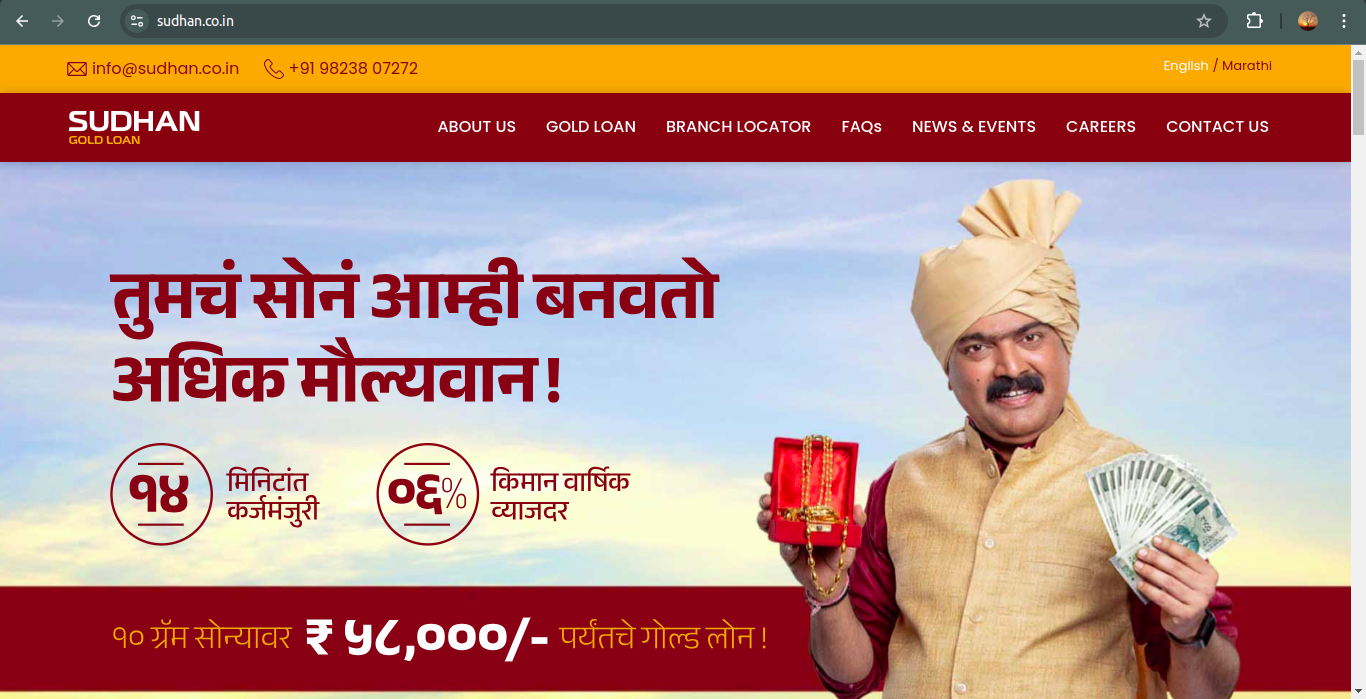 sudhan.co.in
info@sudhan.co.in +91 98238 07272 English / Marathi
SUDHAN
GOLD LOAN
ABOUT US GOLD LOAN BRANCH LOCATOR FAQs NEWS & EVENTS CAREERS CONTACT US
तुमचं सोनं आम्ही बनवतो
अधिक मौल्यवान !
१४ मिनिटांत कर्जमंजुरी
०६% किमान वार्षिक व्याजदर
१० ग्रॅम सोन्यावर ₹ ५८,०००/- पर्यंतचे गोल्ड लोन !